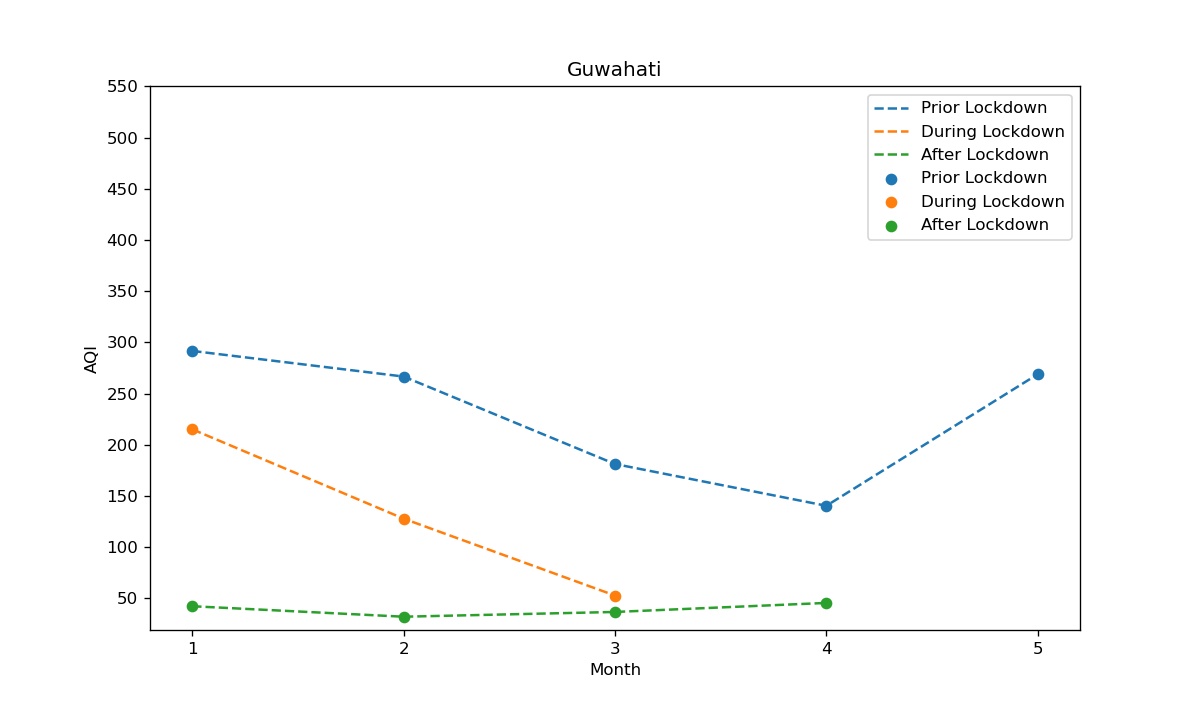 Guwahati
550
500
450
400
350
300
250
200
150
100
50
AQI
Prior Lockdown
During Lockdown
After Lockdown
Prior Lockdown
During Lockdown
After Lockdown
1 2 3 4 5
Month